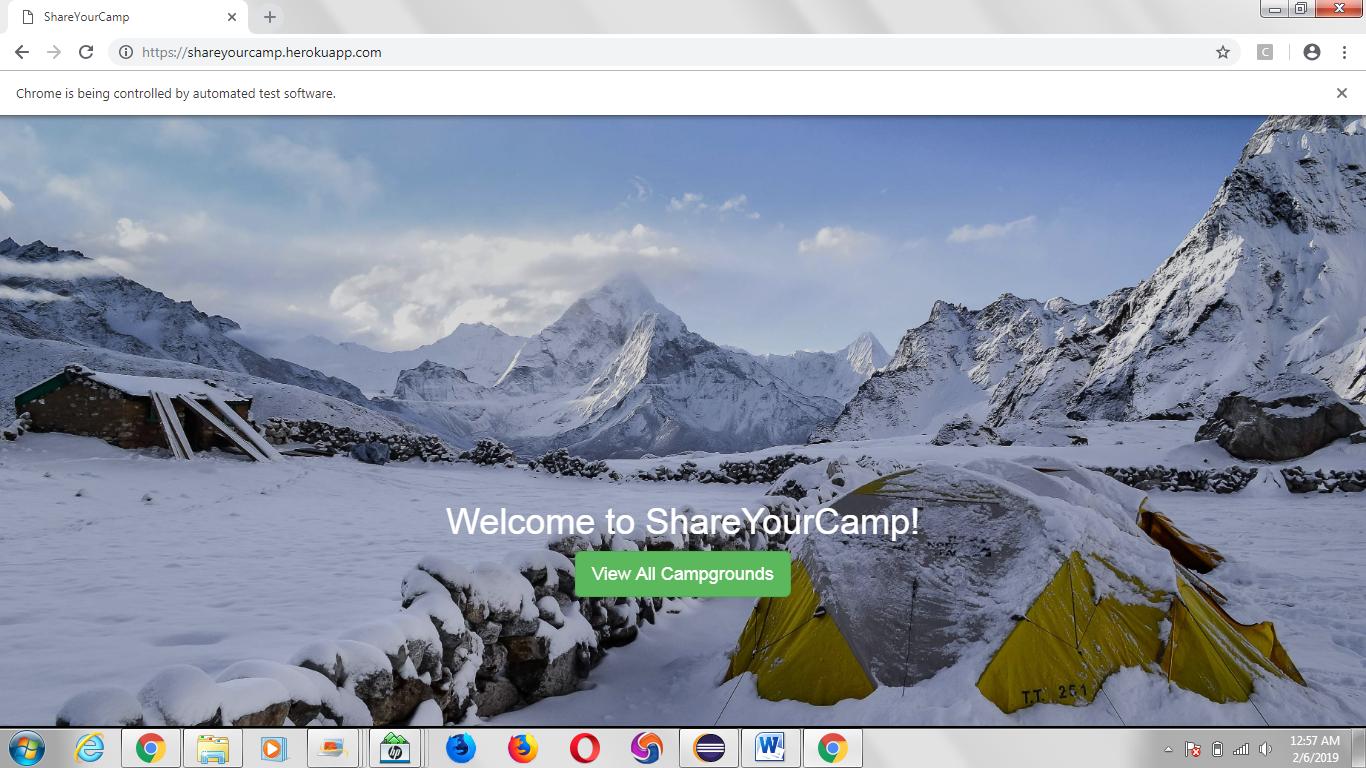 ShareYourCamp
https://shareyourcamp.herokuapp.com
C
Chrome is being controlled by automated test software.
Welcome to ShareYourCamp!
View All Campgrounds
T.T. 251
hp
W
12:57 AM
2/6/2019